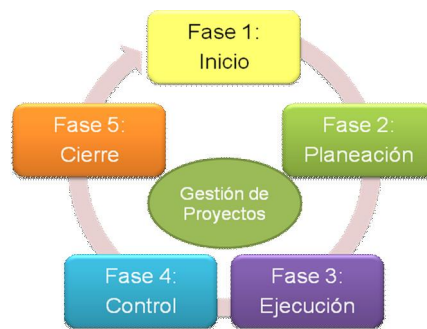 Fase 1:
Inicio
Fase 2:
Planeación
Fase 3:
Ejecución
Fase 4:
Control
Fase 5:
Cierre
Gestión de
Proyectos